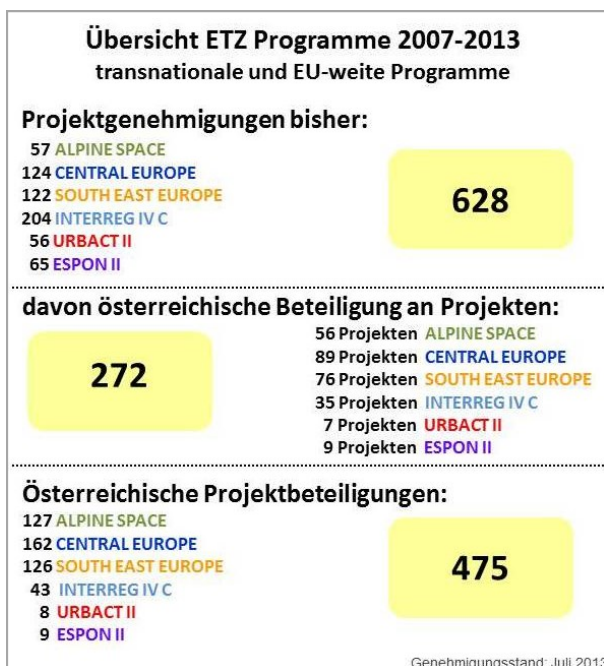 Übersicht ETZ Programme 2007-2013
transnationale und EU-weite Programme
Projektgenehmigungen bisher:
57 ALPINE SPACE
124 CENTRAL EUROPE
122 SOUTH EAST EUROPE
204 INTERREG IV C
56 URBACT II
65 ESPON II
628
davon österreichische Beteiligung an Projekten:
272
56 Projekten ALPINE SPACE
89 Projekten CENTRAL EUROPE
76 Projekten SOUTH EAST EUROPE
35 Projekten INTERREG IV C
7 Projekten URBACT II
9 Projekten ESPON II
Österreichische Projektbeteiligungen:
127 ALPINE SPACE
162 CENTRAL EUROPE
126 SOUTH EAST EUROPE
43 INTERREG IV C
8 URBACT II
9 ESPON II
475
Genehmigungsstand: Juli 2013